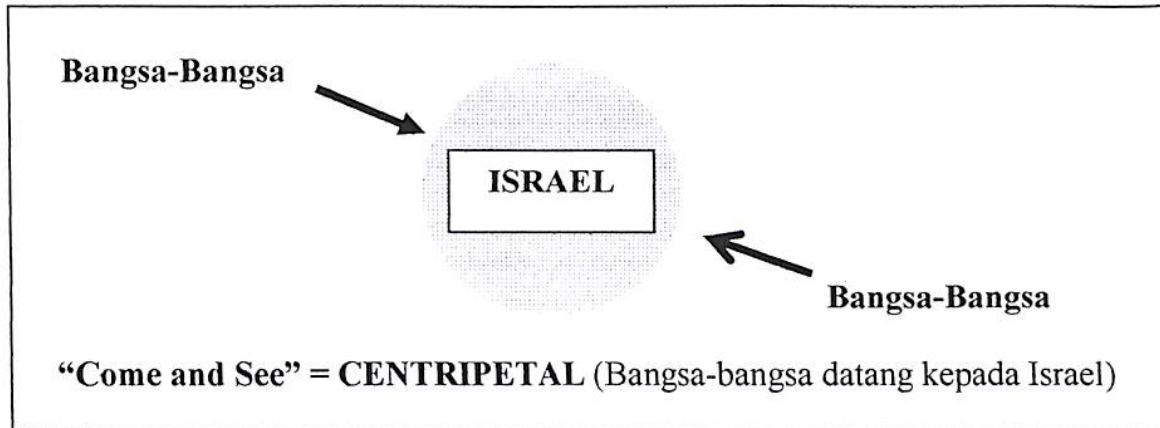 Bangsa-Bangsa
ISRAEL
Bangsa-Bangsa
“Come and See” = CENTRIPETAL (Bangsa-bangsa datang kepada Israel)